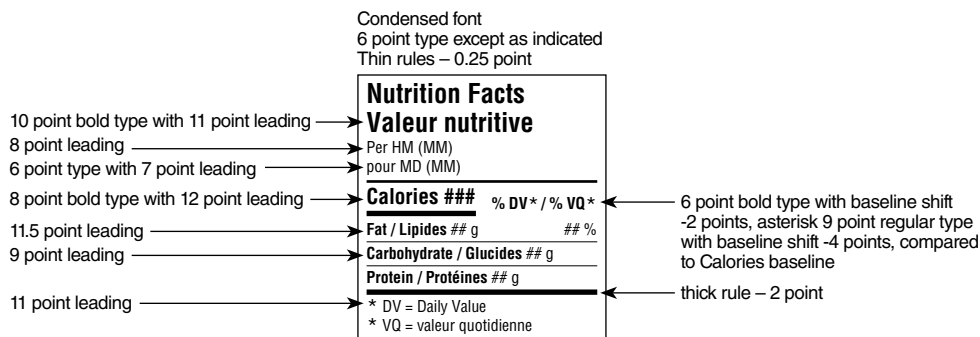 Condensed font
6 point type except as indicated
Thin rules – 0.25 point
Nutrition Facts
10 point bold type with 11 point leading
Valeur nutritive
8 point leading
Per HM (MM)
6 point type with 7 point leading
pour MD (MM)
8 point bold type with 12 point leading
Calories ###
% DV* / % VQ*
6 point bold type with baseline shift
-2 points, asterisk 9 point regular type
with baseline shift -4 points, compared
to Calories baseline
11.5 point leading
Fat / Lipides ## g ## %
9 point leading
Carbohydrate / Glucides ## g
Protein / Protéines ## g
thick rule – 2 point
11 point leading
* DV = Daily Value
* VQ = valeur quotidienne